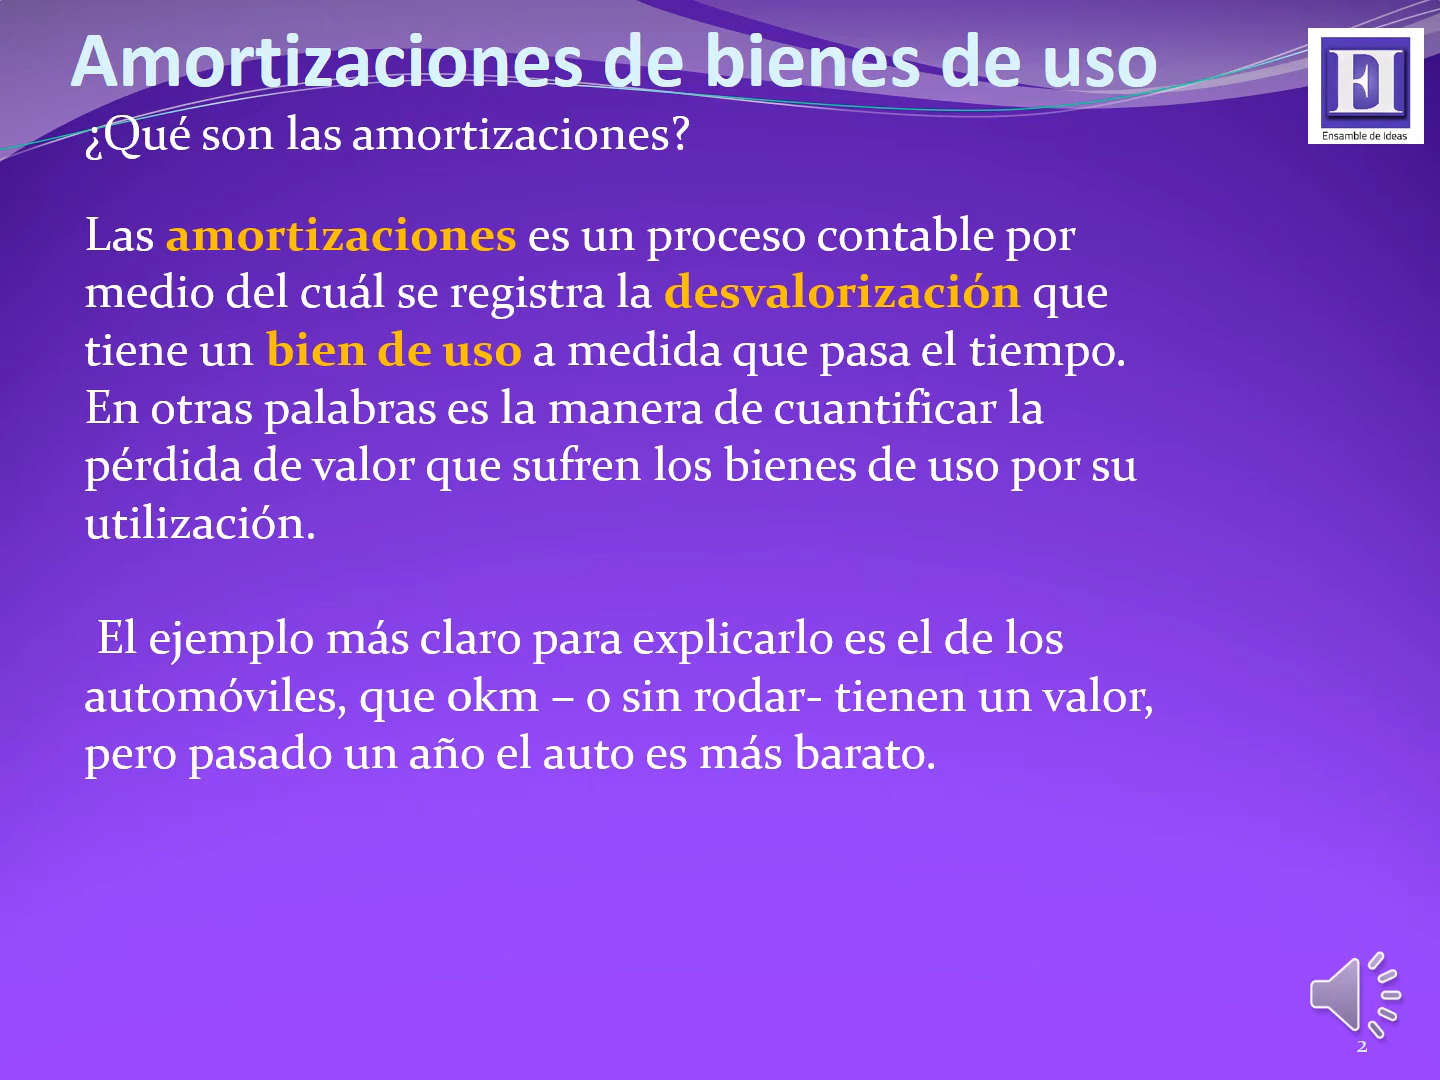 Amortizaciones de bienes de uso
EI
Ensamble de Ideas
¿Qué son las amortizaciones?
Las amortizaciones es un proceso contable por
medio del cuál se registra la desvalorización que
tiene un bien de uso a medida que pasa el tiempo.
En otras palabras es la manera de cuantificar la
pérdida de valor que sufren los bienes de uso por su
utilización.
El ejemplo más claro para explicarlo es el de los
automóviles, que 0km – o sin rodar- tienen un valor,
pero pasado un año el auto es más barato.
2